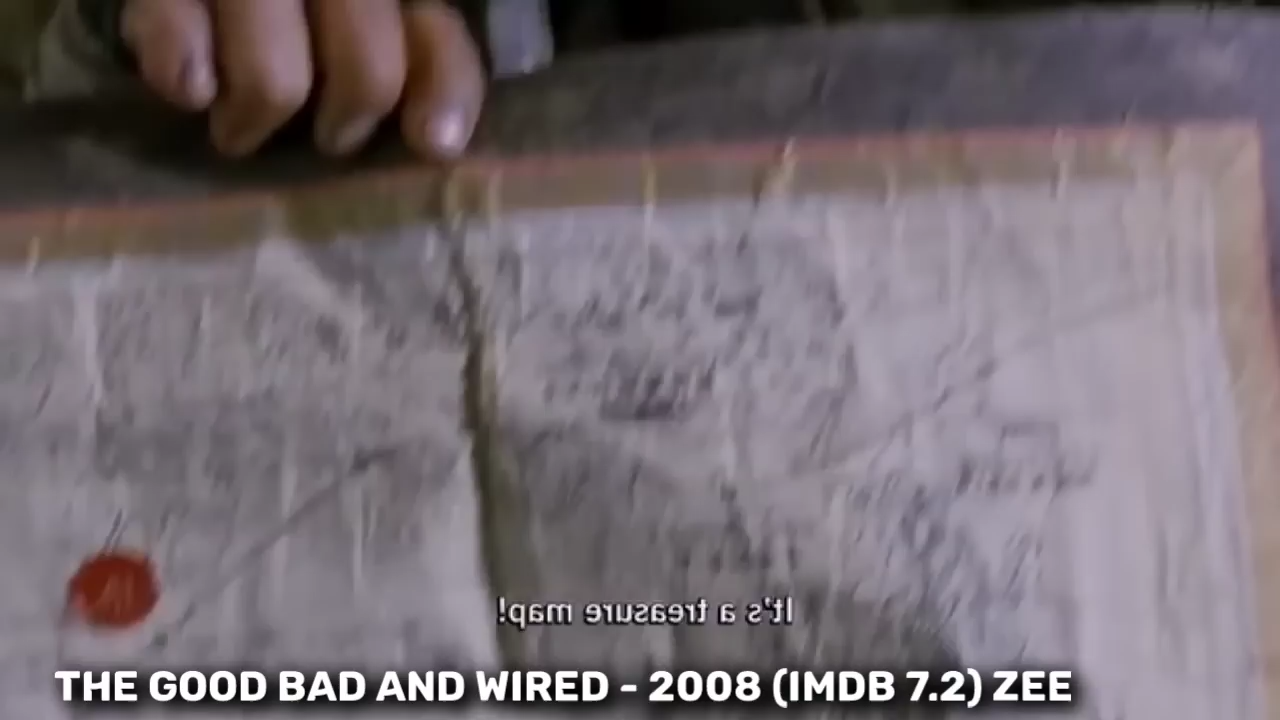 It's a treasure map!
THE GOOD BAD AND WIRED - 2008 (IMDB 7.2) ZEE